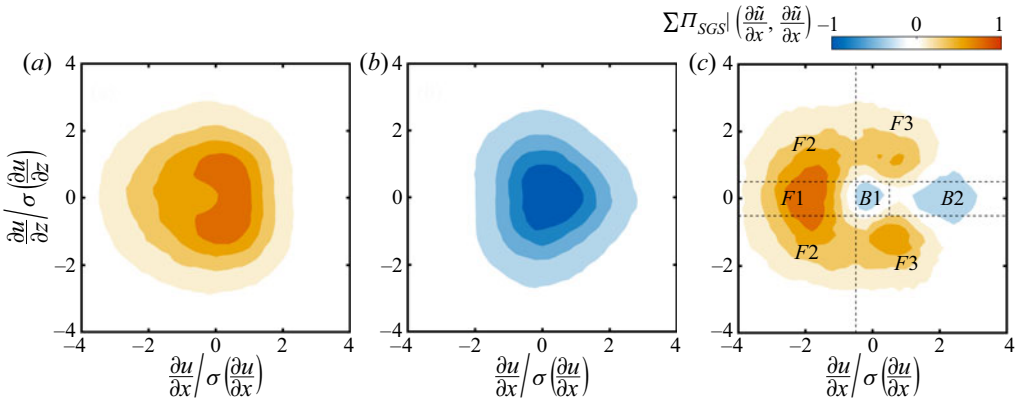 ∑Π_SGS|(∂ũ/∂x, ∂ũ/∂x) −1 0 1
(a) (b) (c)
4 4 4
2 2 2
0 0 0
−2 −2 −2
−4 −4 −4
−4 −2 0 2 4 −4 −2 0 2 4 −4 −2 0 2 4
∂u/∂z / σ(∂u/∂z)
∂u/∂x / σ(∂u/∂x) ∂u/∂x / σ(∂u/∂x) ∂u/∂x / σ(∂u/∂x)
F2 F3
F1 B1 B2
F2 F3